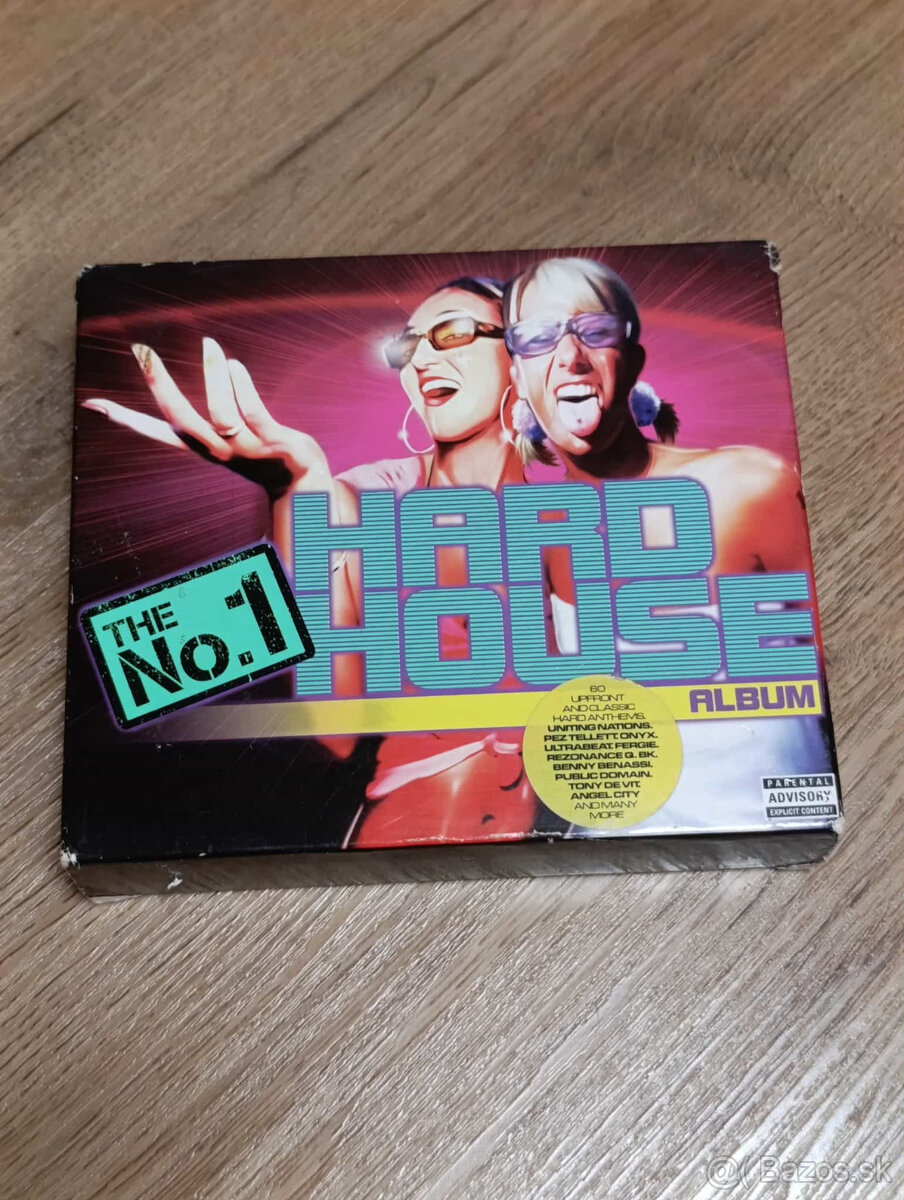 HARD
HOUSE
THE
No.1
ALBUM
60
UPFRONT
AND CLASSIC
HARD ANTHEMS.
UNITING NATIONS.
PEZ TELLETT. ONYX.
ULTRABEAT. FERGIE.
REZONANCE Q. BK.
BENNY BENASSI.
PUBLIC DOMAIN.
TONY DE VIT.
ANGEL CITY
AND MANY
MORE
PARENTAL
ADVISORY
EXPLICIT CONTENT
@( Bazos.sk